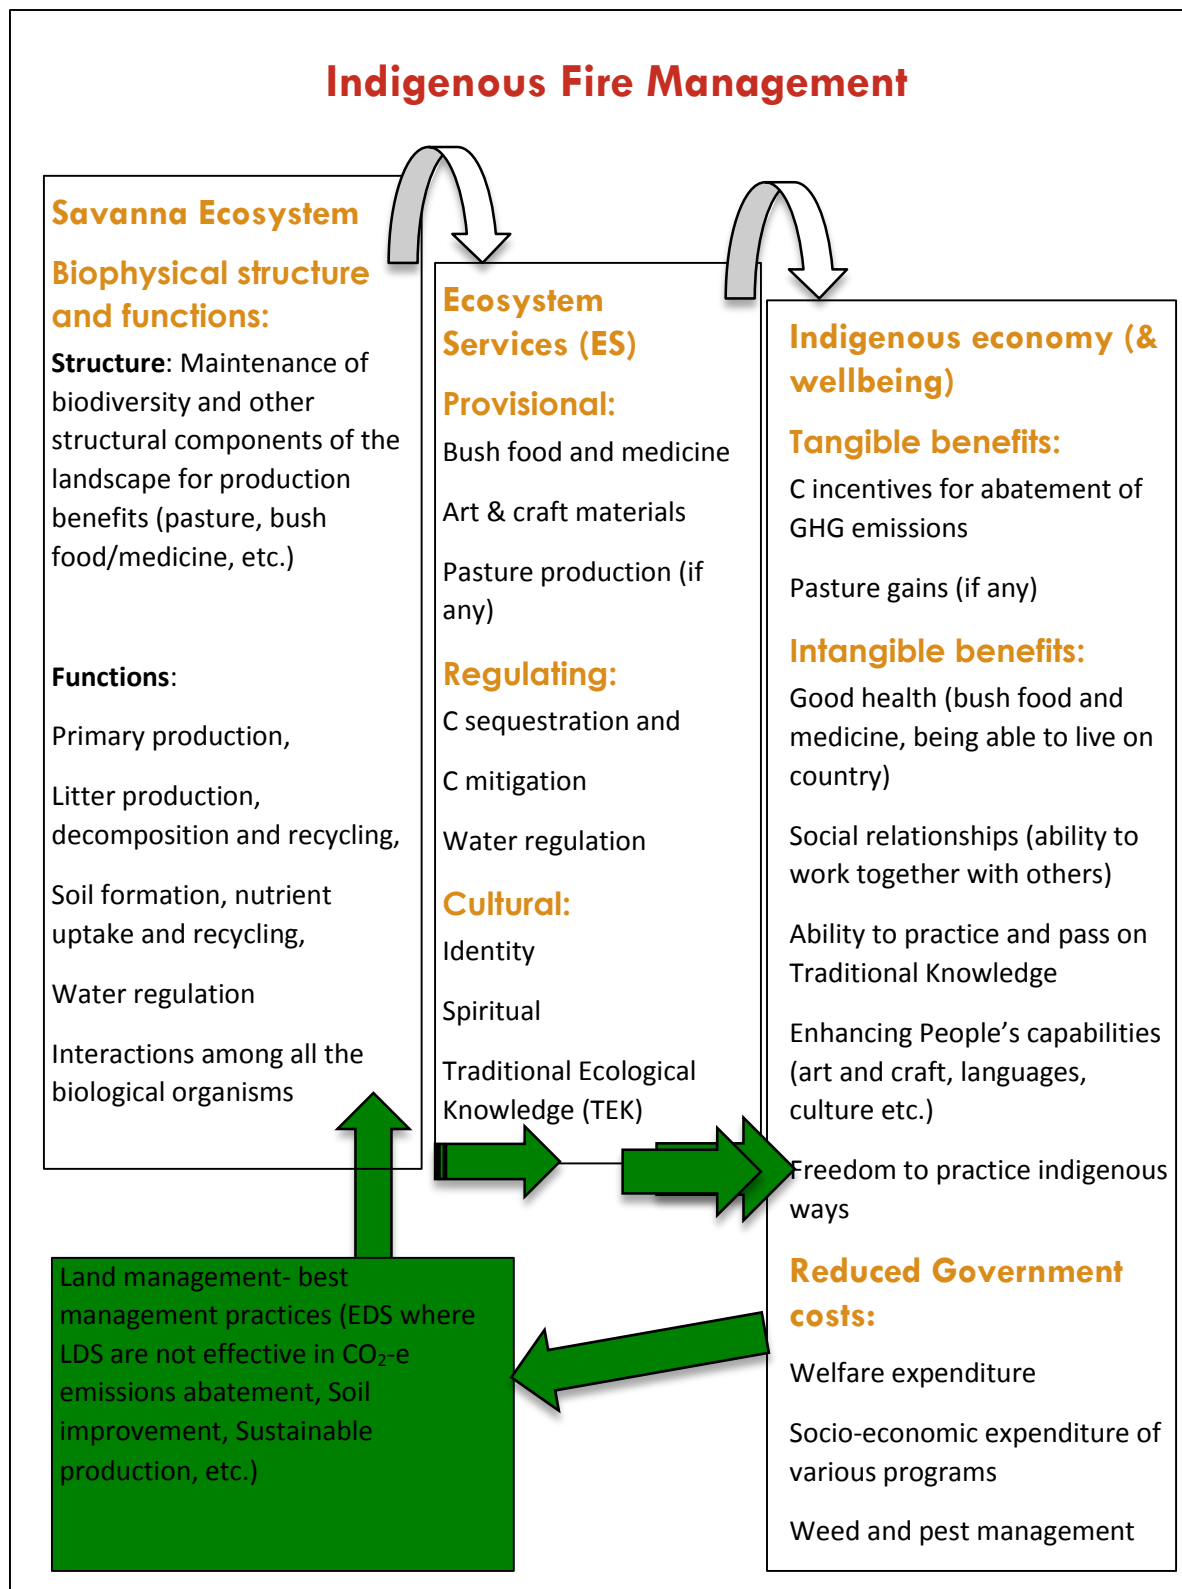 Indigenous Fire Management
Savanna Ecosystem
Biophysical structure
and functions:
Structure: Maintenance of
biodiversity and other
structural components of the
landscape for production
benefits (pasture, bush
food/medicine, etc.)
Functions:
Primary production,
Litter production,
decomposition and recycling,
Soil formation, nutrient
uptake and recycling,
Water regulation
Interactions among all the
biological organisms
Ecosystem
Services (ES)
Provisional:
Bush food and medicine
Art & craft materials
Pasture production (if
any)
Regulating:
C sequestration and
C mitigation
Water regulation
Cultural:
Identity
Spiritual
Traditional Ecological
Knowledge (TEK)
Indigenous economy (&
wellbeing)
Tangible benefits:
C incentives for abatement of
GHG emissions
Pasture gains (if any)
Intangible benefits:
Good health (bush food and
medicine, being able to live on
country)
Social relationships (ability to
work together with others)
Ability to practice and pass on
Traditional Knowledge
Enhancing People’s capabilities
(art and craft, languages,
culture etc.)
Freedom to practice indigenous
ways
Reduced Government
costs:
Welfare expenditure
Socio-economic expenditure of
various programs
Weed and pest management
Land management- best
management practices (EDS where
LDS are not effective in CO₂-e
emissions abatement, Soil
improvement, Sustainable
production, etc.)